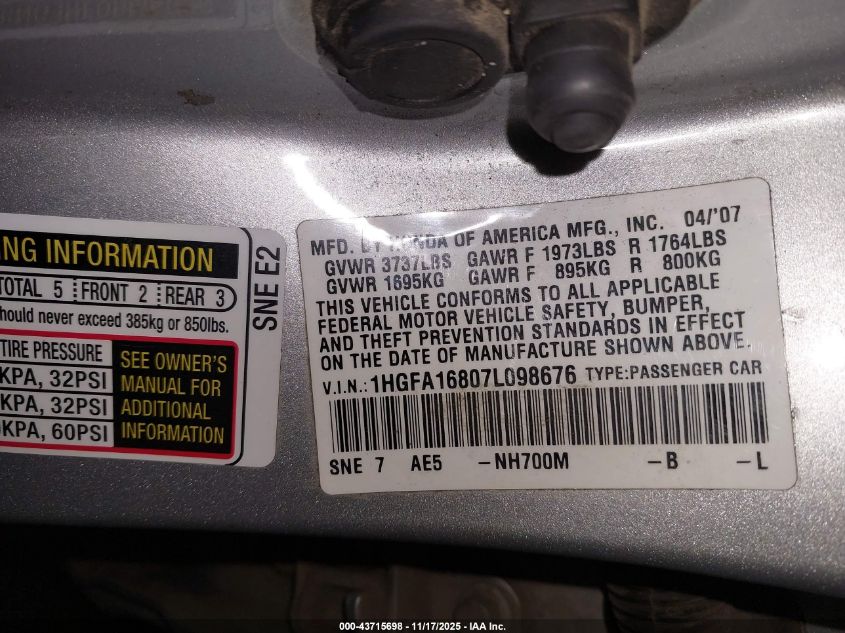 NG INFORMATION
TOTAL 5 FRONT 2 REAR 3
should never exceed 385kg or 850lbs.
TIRE PRESSURE
KPA, 32PSI
KPA, 32PSI
KPA, 60PSI
SEE OWNER'S
MANUAL FOR
ADDITIONAL
INFORMATION
SNE E2
MFD. BY HONDA OF AMERICA MFG., INC. 04/'07
GVWR 3737LBS GAWR F 1973LBS R 1764LBS
GVWR 1695KG GAWR F 895KG R 800KG
THIS VEHICLE CONFORMS TO ALL APPLICABLE
FEDERAL MOTOR VEHICLE SAFETY, BUMPER,
AND THEFT PREVENTION STANDARDS IN EFFECT
ON THE DATE OF MANUFACTURE SHOWN ABOVE.
V.I.N.: 1HGFA16807L098676 TYPE:PASSENGER CAR
SNE 7 AE5 -NH700M -B -L
000-43715698 - 11/17/2025 - IAA Inc.